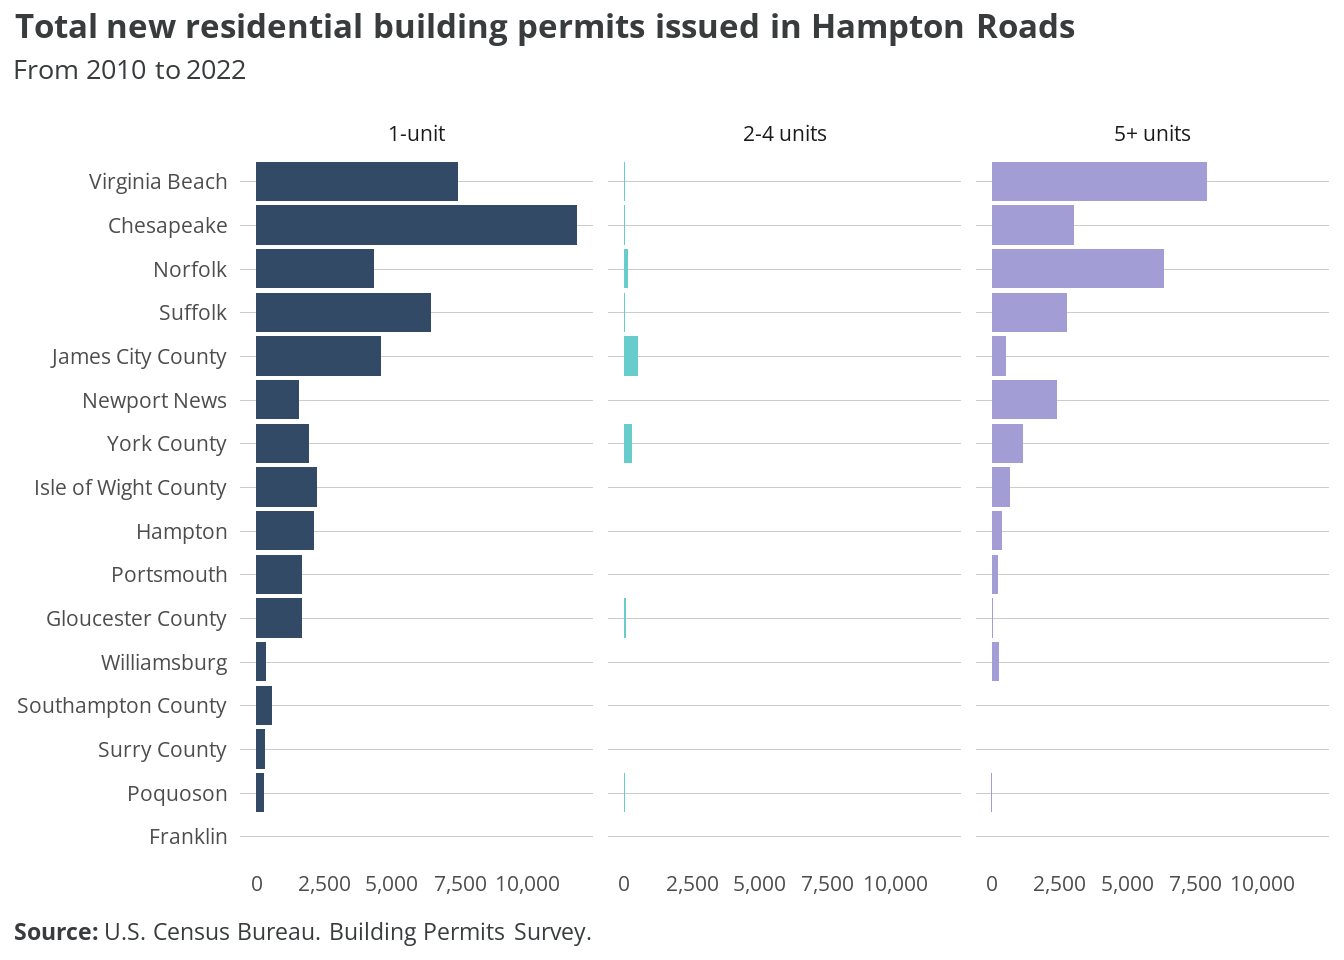 Total new residential building permits issued in Hampton Roads
From 2010 to 2022
1-unit 2-4 units 5+ units
Virginia Beach
Chesapeake
Norfolk
Suffolk
James City County
Newport News
York County
Isle of Wight County
Hampton
Portsmouth
Gloucester County
Williamsburg
Southampton County
Surry County
Poquoson
Franklin
0 2,500 5,000 7,500 10,000 0 2,500 5,000 7,500 10,000 0 2,500 5,000 7,500 10,000
Source: U.S. Census Bureau. Building Permits Survey.